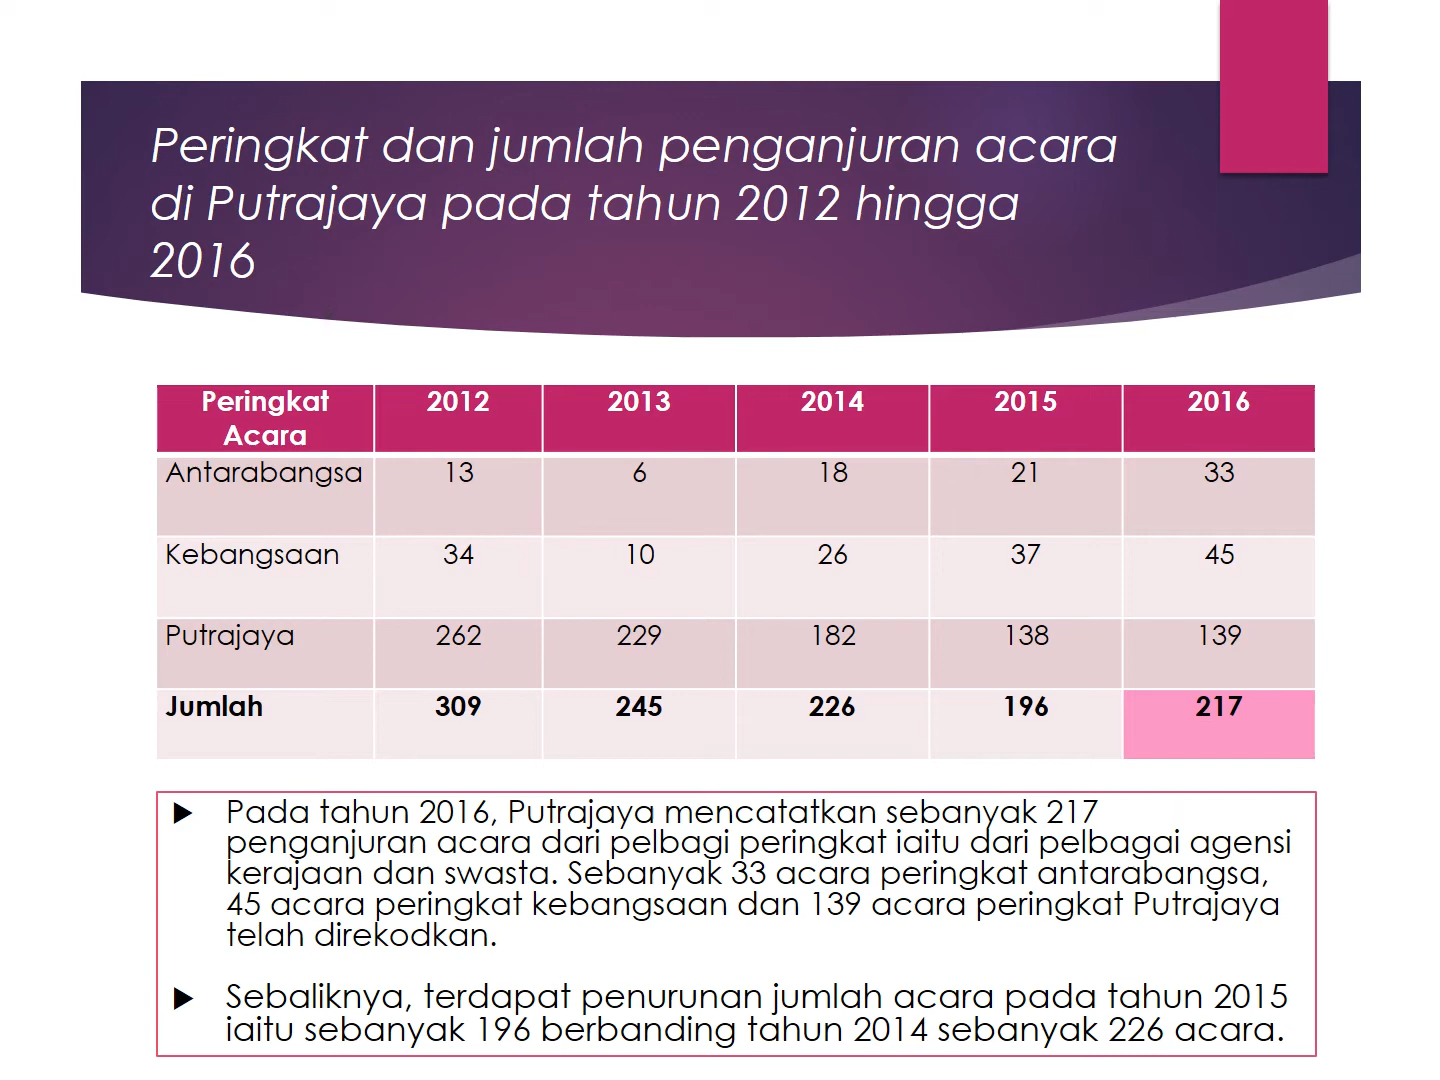 Peringkat dan jumlah penganjuran acara
di Putrajaya pada tahun 2012 hingga
2016
Peringkat Acara 2012 2013 2014 2015 2016
Antarabangsa 13 6 18 21 33
Kebangsaan 34 10 26 37 45
Putrajaya 262 229 182 138 139
Jumlah 309 245 226 196 217
Pada tahun 2016, Putrajaya mencatatkan sebanyak 217
penganjuran acara dari pelbagi peringkat iaitu dari pelbagai agensi
kerajaan dan swasta. Sebanyak 33 acara peringkat antarabangsa,
45 acara peringkat kebangsaan dan 139 acara peringkat Putrajaya
telah direkodkan.
Sebaliknya, terdapat penurunan jumlah acara pada tahun 2015
iaitu sebanyak 196 berbanding tahun 2014 sebanyak 226 acara.